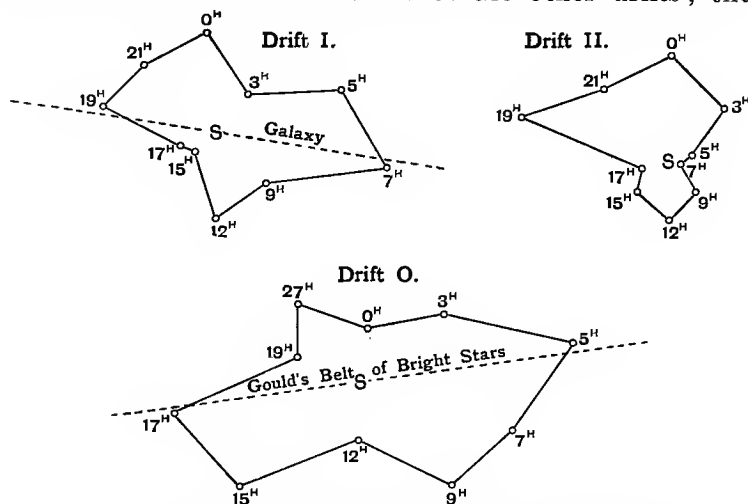 the
Drift I.
0ᴴ
21ᴴ
3ᴴ
5ᴴ
19ᴴ
S Galaxy
17ᴴ
15ᴴ
7ᴴ
9ᴴ
12ᴴ
Drift II.
0ᴴ
21ᴴ
3ᴴ
19ᴴ
5ᴴ
S
7ᴴ
17ᴴ
15ᴴ
9ᴴ
12ᴴ
Drift O.
27ᴴ
0ᴴ
3ᴴ
5ᴴ
19ᴴ
Gould's Belt of Bright Stars
S
17ᴴ
12ᴴ
7ᴴ
15ᴴ
9ᴴ